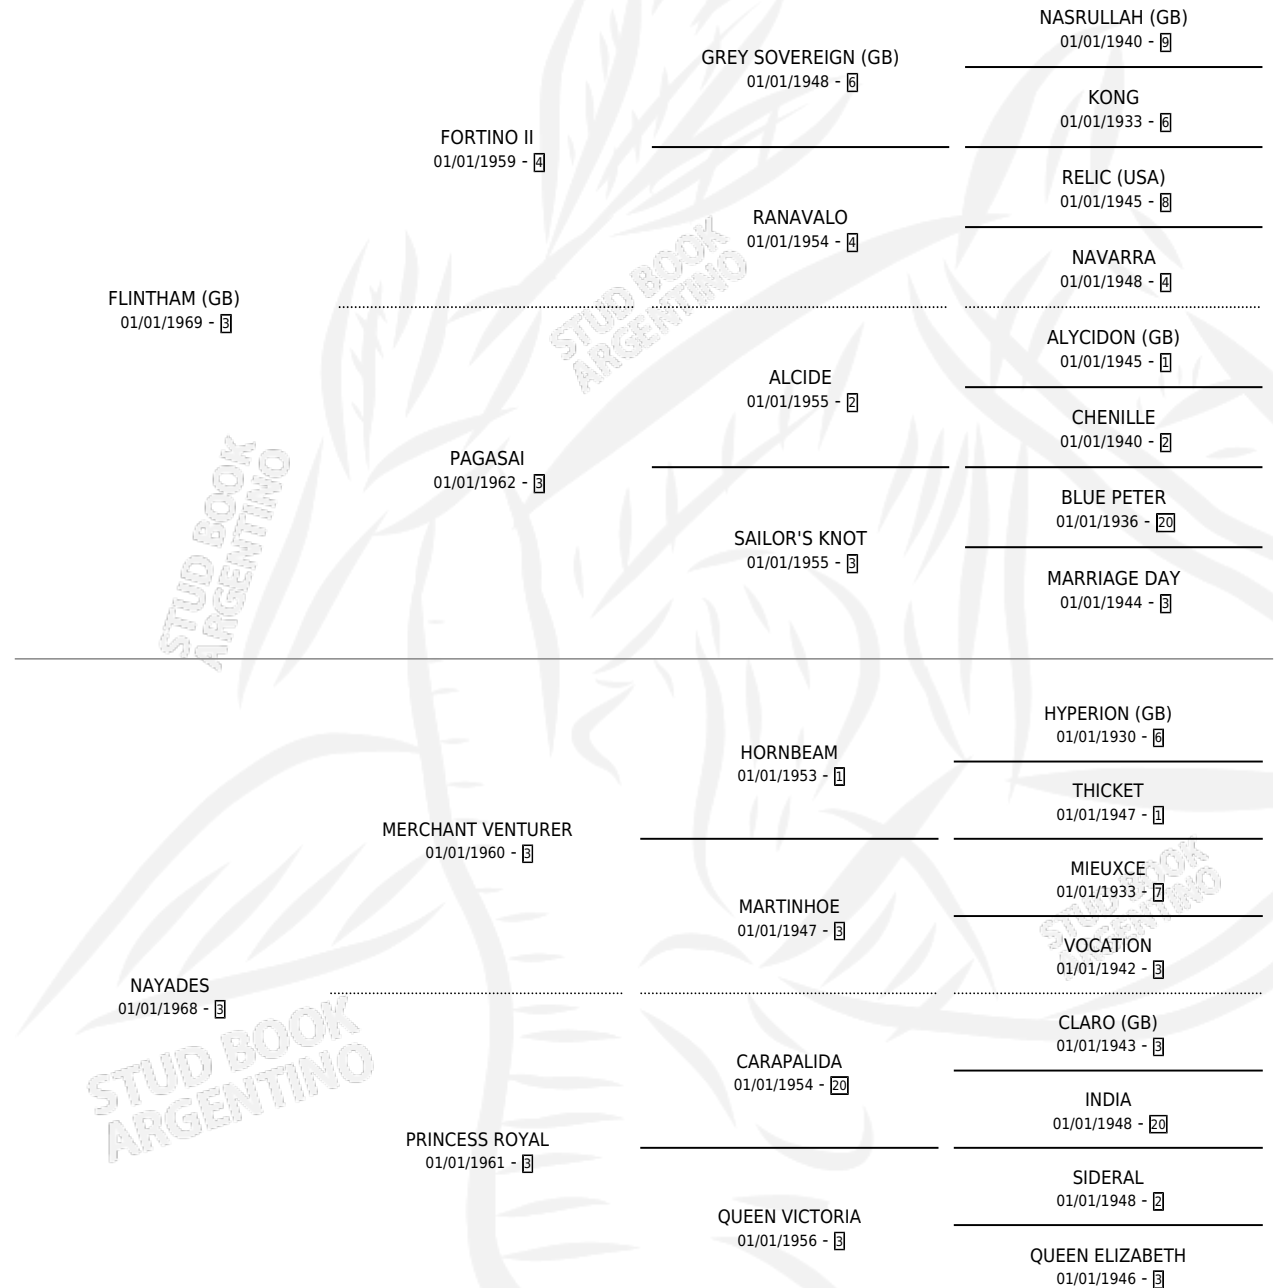 NASRULLAH (GB)
01/01/1940 - 9
GREY SOVEREIGN (GB)
01/01/1948 - 6
KONG
01/01/1933 - 6
FORTINO II
01/01/1959 - 4
RELIC (USA)
01/01/1945 - 8
RANAVALO
01/01/1954 - 4
NAVARRA
01/01/1948 - 4
FLINTHAM (GB)
01/01/1969 - 3
ALYCIDON (GB)
01/01/1945 - 1
ALCIDE
01/01/1955 - 2
CHENILLE
01/01/1940 - 2
PAGASAI
01/01/1962 - 3
BLUE PETER
01/01/1936 - 20
SAILOR'S KNOT
01/01/1955 - 3
MARRIAGE DAY
01/01/1944 - 3
HYPERION (GB)
01/01/1930 - 6
HORNBEAM
01/01/1953 - 1
THICKET
01/01/1947 - 1
MERCHANT VENTURER
01/01/1960 - 3
MIEUXCE
01/01/1933 - 7
MARTINHOE
01/01/1947 - 3
VOCATION
01/01/1942 - 3
NAYADES
01/01/1968 - 3
CLARO (GB)
01/01/1943 - 3
CARAPALIDA
01/01/1954 - 20
INDIA
01/01/1948 - 20
PRINCESS ROYAL
01/01/1961 - 3
SIDERAL
01/01/1948 - 2
QUEEN VICTORIA
01/01/1956 - 3
QUEEN ELIZABETH
01/01/1946 - 3
STUD BOOK
ARGENTINO
STUD BOOK
ARGENTINO
STUD BOOK
ARGENTINO
STUD BOOK
ARGENTINO